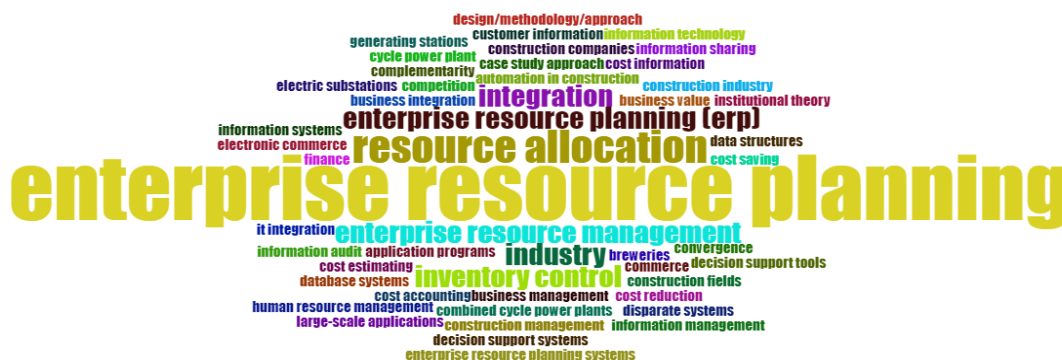 design/methodology/approach
customer information information technology
generating stations construction companies information sharing
cycle power plant case study approach cost information
complementarity automation in construction
electric substations competition construction industry
business integration integration business value institutional theory
enterprise resource planning (erp)
information systems
electronic commerce resource allocation data structures
finance cost saving
enterprise resource planning
it integration enterprise resource management
information audit application programs industry breweries convergence
cost estimating commerce decision support tools
database systems inventory control construction fields
cost accounting business management cost reduction
human resource management combined cycle power plants disparate systems
large-scale applications construction management information management
decision support systems
enterprise resource planning systems